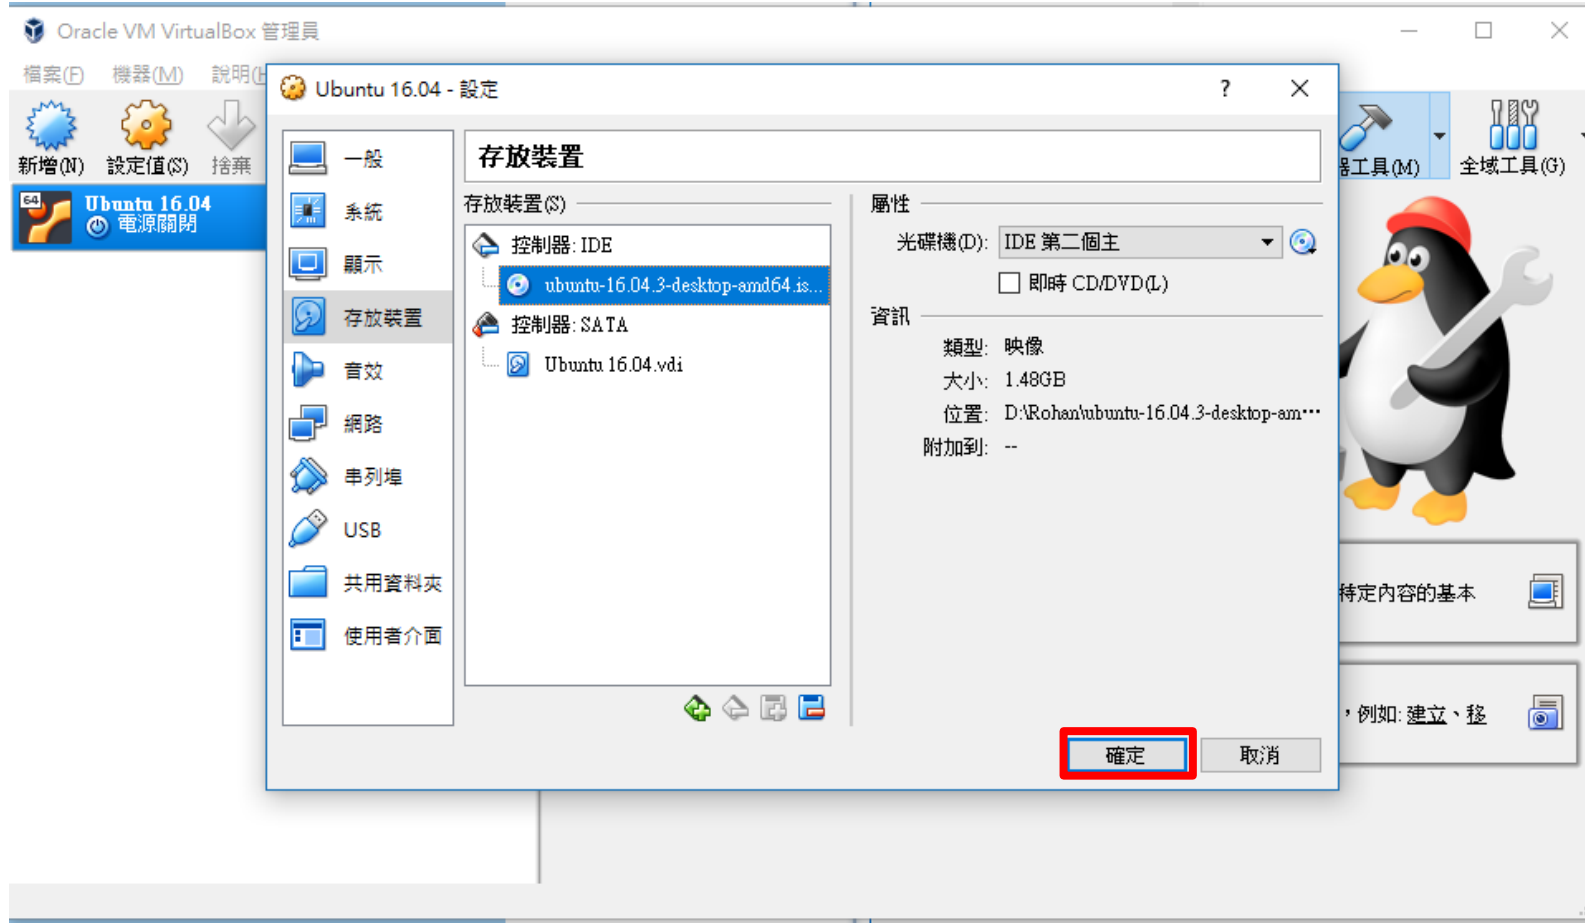 Oracle VM VirtualBox 管理員
檔案(F) 機器(M) 說明(H
新增(N) 設定值(S) 捨棄
器工具(M) 全域工具(G)
64 Ubuntu 16.04
電源關閉
Ubuntu 16.04 - 設定
?
一般
系統
顯示
存放裝置
音效
網路
串列埠
USB
共用資料夾
使用者介面
存放裝置
存放裝置(S)
控制器: IDE
ubuntu-16.04.3-desktop-amd64.is...
控制器: SATA
Ubuntu 16.04.vdi
屬性
光碟機(D): IDE 第二個主
即時 CD/DVD(L)
資訊
類型: 映像
大小: 1.48GB
位置: D:\Rohan\ubuntu-16.04.3-desktop-am···
附加到: --
確定 取消
特定內容的基本
，例如: 建立、移